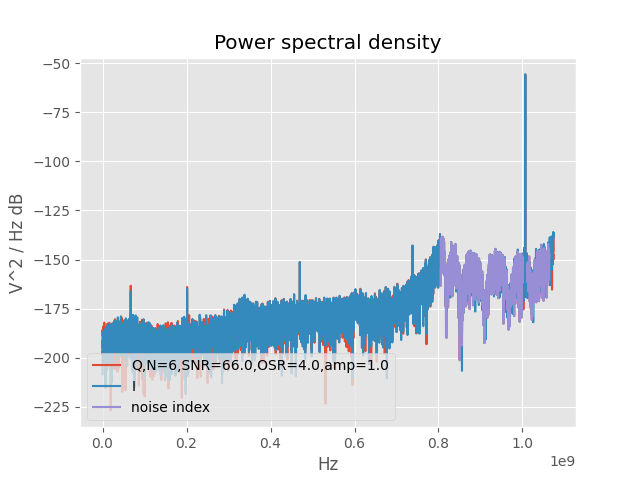 Power spectral density
V^2 / Hz dB
−50
−75
−100
−125
−150
−175
−200
−225
Q,N=6,SNR=66.0,OSR=4.0,amp=1.0
I
noise index
0.0 0.2 0.4 0.6 0.8 1.0
1e9
Hz